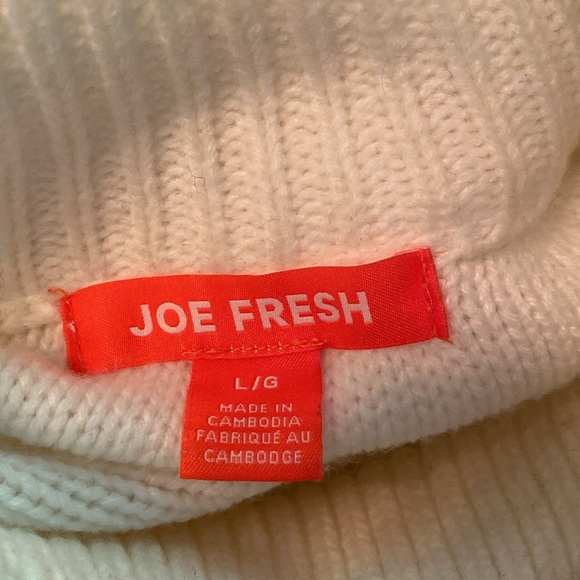 JOE FRESH
L/G
MADE IN
CAMBODIA
FABRIQUÉ AU
CAMBODGE